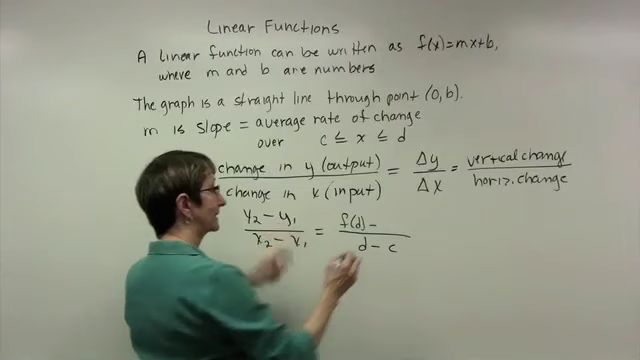 Linear Functions
A linear function can be written as f(x)=mx+b,
where m and b are numbers
The graph is a straight line through point (0,b).
m is slope = average rate of change
over c ≤ x ≤ d
change in y (output) / change in x (input) = Δy / Δx = vertical change / horiz. change
y₂ − y₁ / x₂ − x₁ = f(d) − / d − c